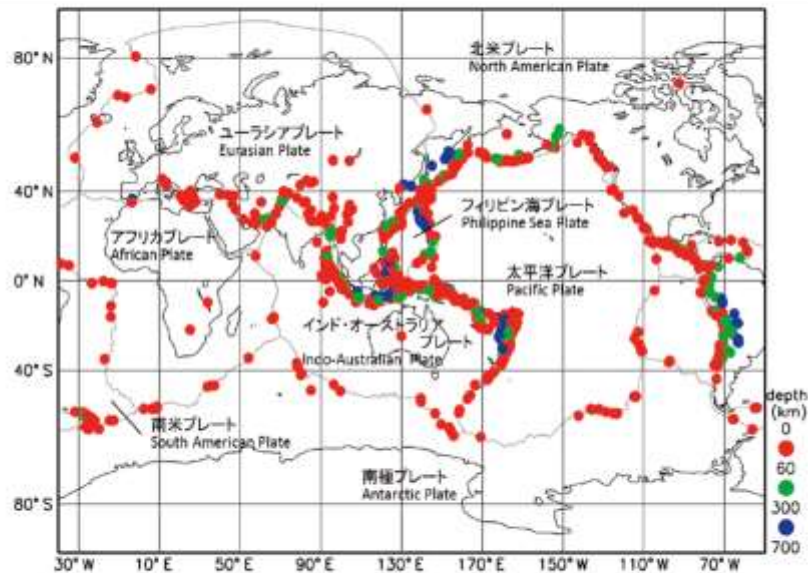 北米プレート
North American Plate
80° N
ユーラシアプレート
Eurasian Plate
40° N
フィリピン海プレート
Philippine Sea Plate
アフリカプレート
African Plate
太平洋プレート
Pacific Plate
0° N
インド・オーストラリア
プレート
Indo-Australian Plate
40° S
南米プレート
South American Plate
南極プレート
Antarctic Plate
80° S
depth
(km)
0
60
300
700
30° W 10° E 50° E 90° E 130° E 170° E 150° W 110° W 70° W